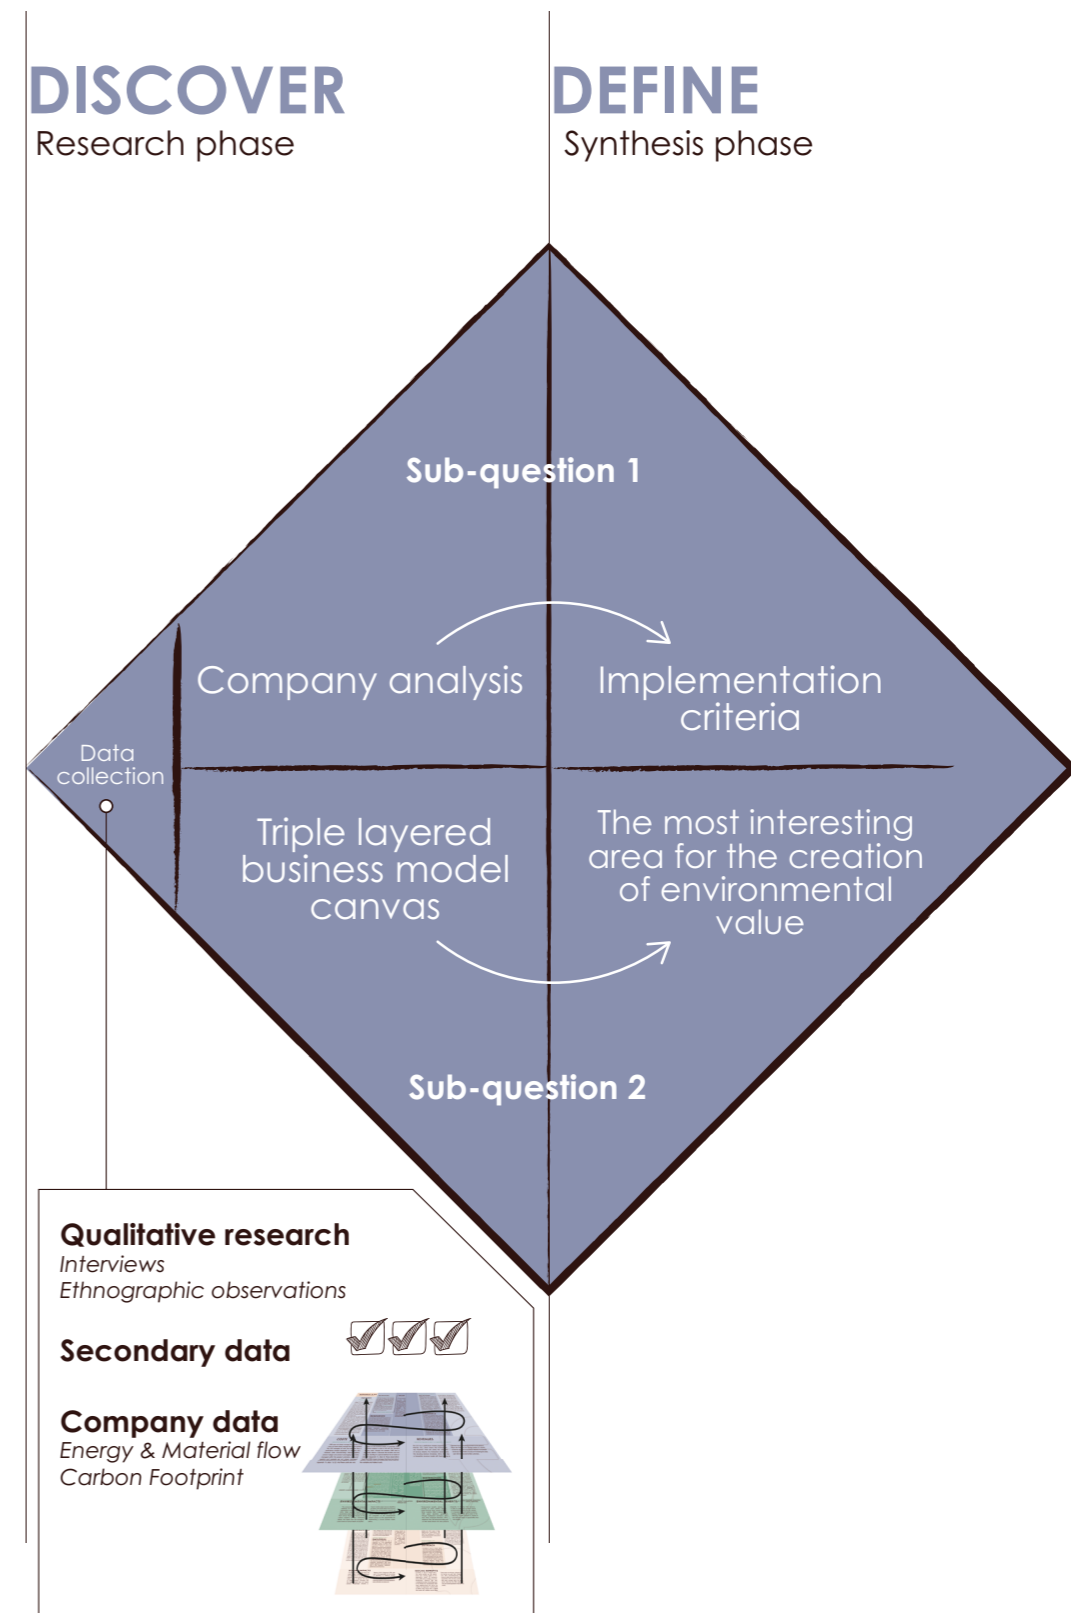 DISCOVER
Research phase
DEFINE
Synthesis phase
Sub-question 1
Company analysis
Implementation
criteria
Data
collection
Triple layered
business model
canvas
The most interesting
area for the creation
of environmental
value
Sub-question 2
Qualitative research
Interviews
Ethnographic observations
Secondary data
Company data
Energy & Material flow
Carbon Footprint